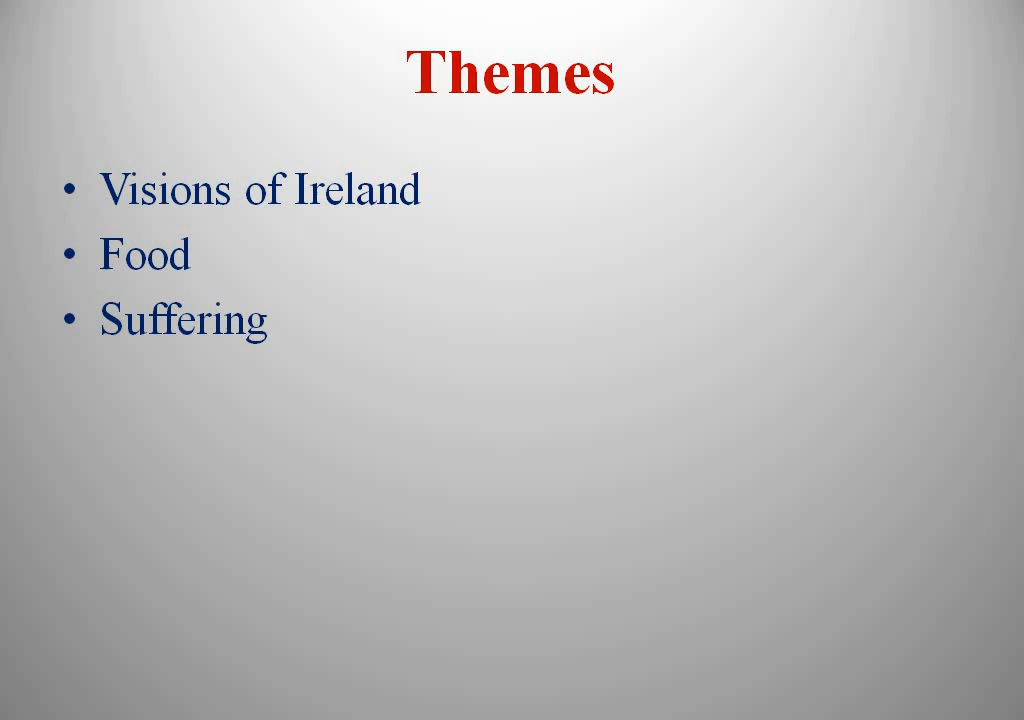 Themes
• Visions of Ireland
• Food
• Suffering